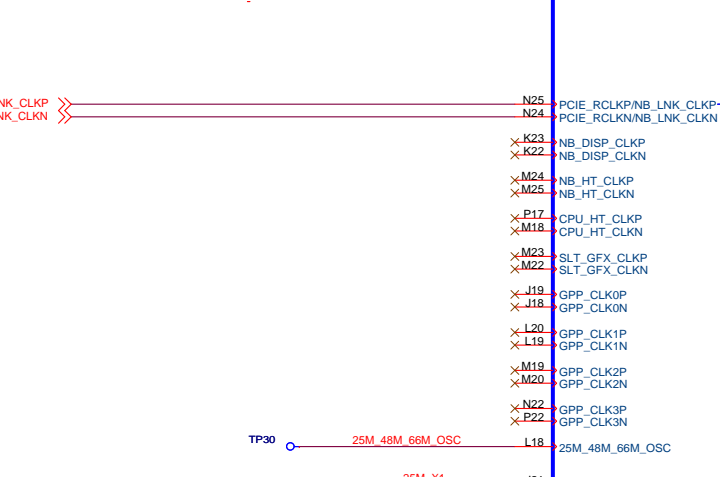 NK_CLKP N25 PCIE_RCLKP/NB_LNK_CLKP
NK_CLKN N24 PCIE_RCLKN/NB_LNK_CLKN
K23 NB_DISP_CLKP
K22 NB_DISP_CLKN
M24 NB_HT_CLKP
M25 NB_HT_CLKN
P17 CPU_HT_CLKP
M18 CPU_HT_CLKN
M23 SLT_GFX_CLKP
M22 SLT_GFX_CLKN
J19 GPP_CLK0P
J18 GPP_CLK0N
L20 GPP_CLK1P
L19 GPP_CLK1N
M19 GPP_CLK2P
M20 GPP_CLK2N
N22 GPP_CLK3P
P22 GPP_CLK3N
TP30 25M_48M_66M_OSC L18 25M_48M_66M_OSC
25M_X1